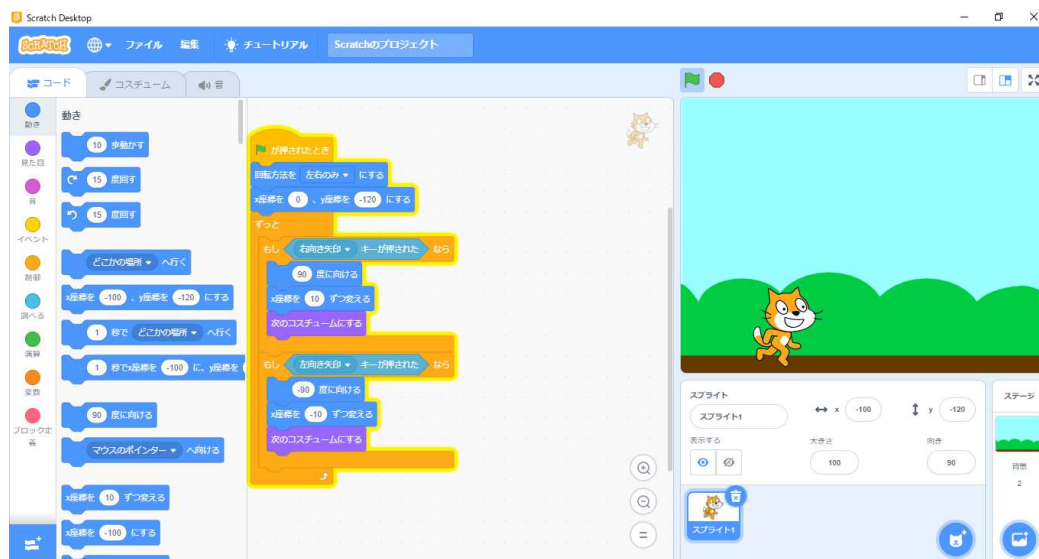 Scratch Desktop
SCRATCH ファイル 編集 チュートリアル Scratchのプロジェクト
コード コスチューム 音
動き
見た目
音
イベント
制御
調べる
演算
変数
ブロック定義
動き
10 歩動かす
15 度回す
15 度回す
どこかの場所 へ行く
x座標を -100 、y座標を -120 にする
1 秒で どこかの場所 へ行く
1 秒でx座標を -100 に、y座標を
90 度に向ける
マウスのポインター へ向ける
x座標を 10 ずつ変える
x座標を -100 にする
が押されたとき
回転方法を 左右のみ にする
x座標を 0 、y座標を -120 にする
ずっと
もし 右向き矢印 キーが押された なら
90 度に向ける
x座標を 10 ずつ変える
次のコスチュームにする
もし 左向き矢印 キーが押された なら
-90 度に向ける
x座標を -10 ずつ変える
次のコスチュームにする
スプライト
スプライト1 x -100 y -120
表示する 大きさ 向き
100 90
スプライト1
ステージ
背景
2